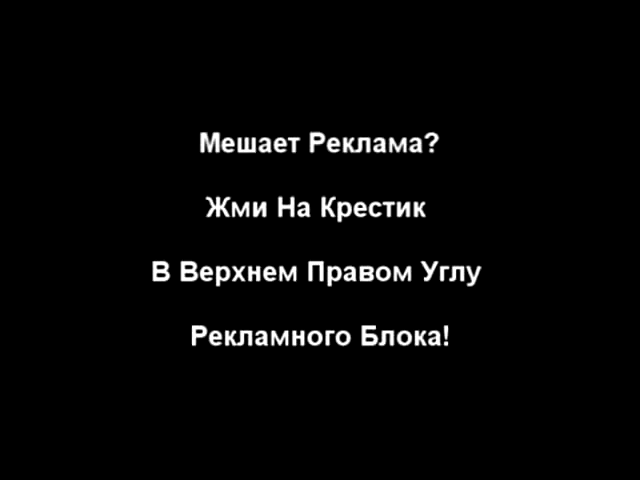 Мешает Реклама?
Жми На Крестик
В Верхнем Правом Углу
Рекламного Блока!